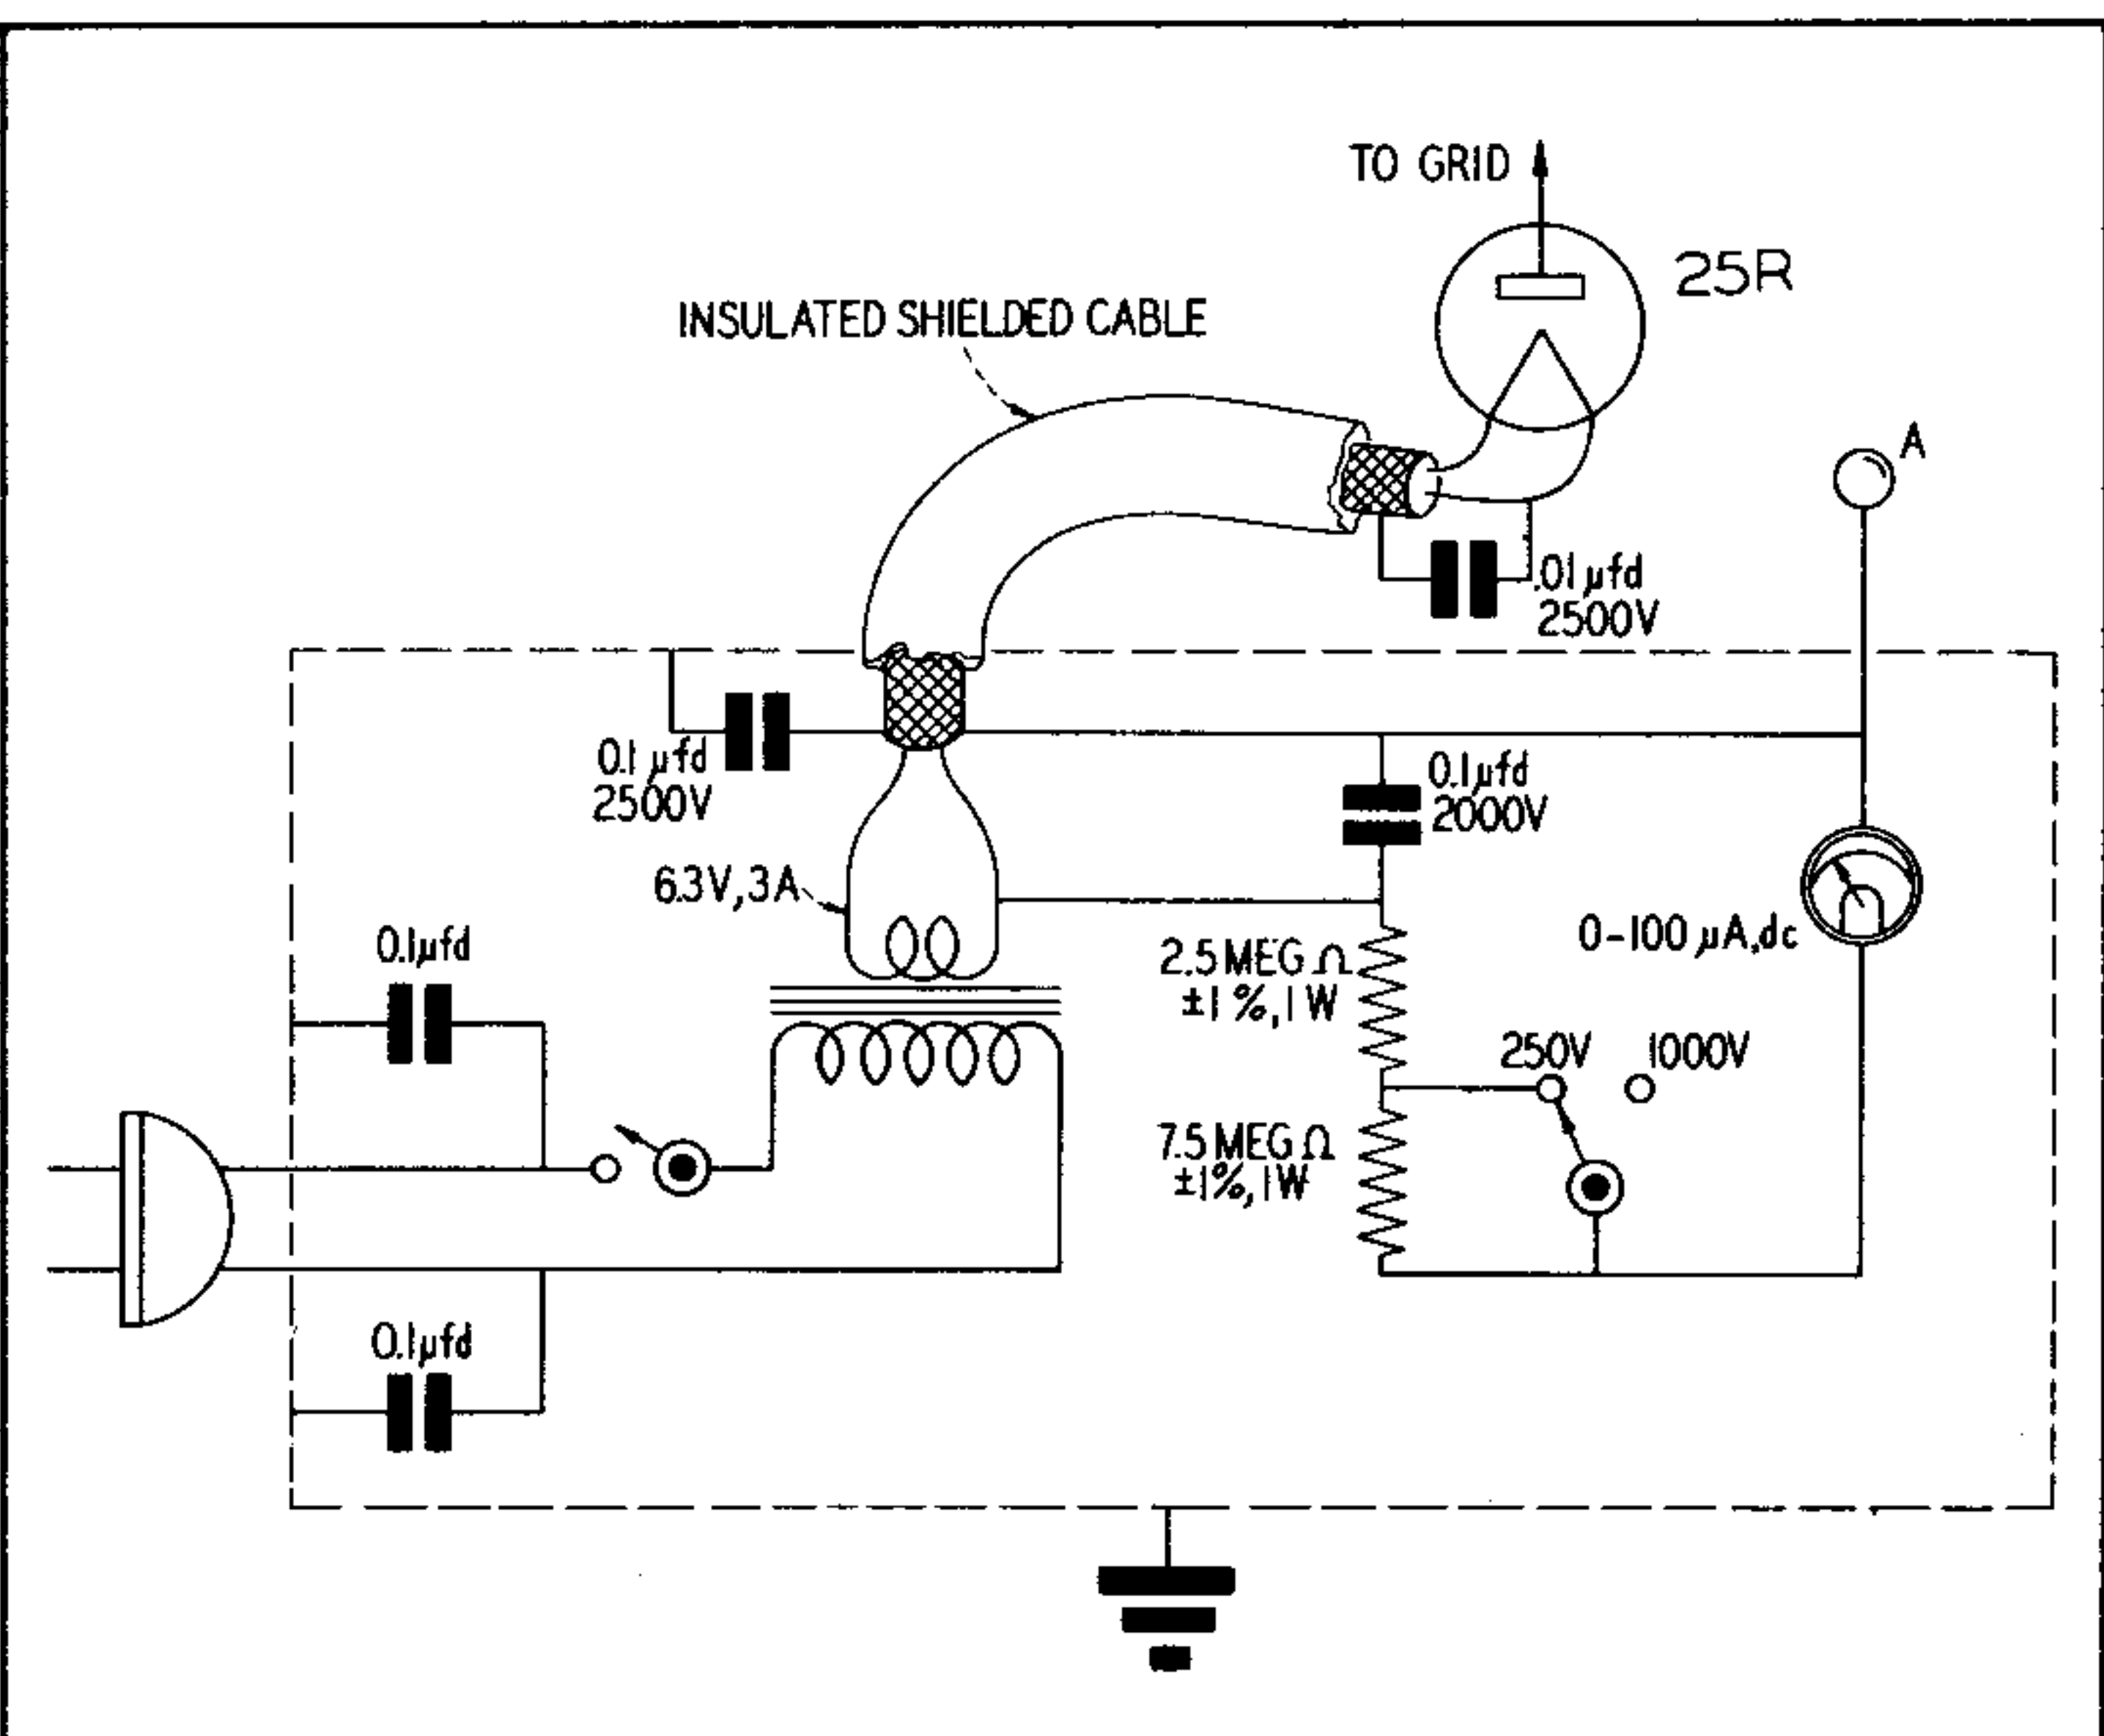 TO GRID
25R
INSULATED SHIELDED CABLE
A
.01 µfd
2500V
0.1 µfd
2500V
0.1µfd
2000V
6.3V, 3A
0.1µfd
0-100 µA, dc
2.5 MEG Ω
±1%, 1W
250V
1000V
7.5 MEG Ω
±1%, 1W
0.1µfd